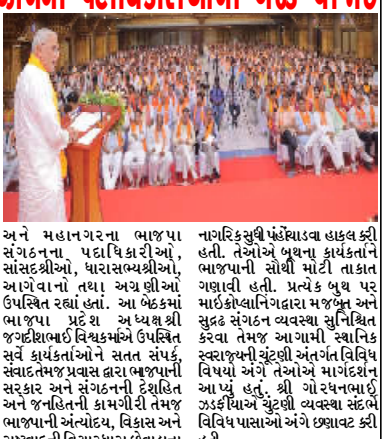 અને મહાનગરના ભાજપા
સંગઠનના પદાધિકારીઓ,
સાંસદશ્રીઓ, ધારાસભ્યશ્રીઓ,
આગેવાનો તથા અગ્રણીઓ
ઉપસ્થિત રહ્યાં હતાં. આ બેઠકમાં
ભાજપા પ્રદેશ અધ્યક્ષશ્રી
જગદીશભાઈ વિશ્વકર્માએ ઉપસ્થિત
સર્વે કાર્યકર્તાઓને સતત સંપર્ક,
સંવાદતેમજ પ્રવાસ દ્વારા ભાજપાની
સરકાર અને સંગઠનની દેશહિત
અને જનહિતની કામગીરી તેમજ
ભાજપાની અંત્યોદય, વિકાસ અને
નાગરિક સુધી પહોંચાડવા હાકલ કરી
હતી. તેઓએ બૂથના કાર્યકર્તાને
ભાજપાની સૌથી મોટી તાકાત
ગણાવી હતી. પ્રત્યેક બુથ પર
માઇક્રોપ્લાનિંગદ્વારા મજબૂત અને
સુદ્રઢ સંગઠન વ્યવસ્થા સુનિશ્ચિત
કરવા તેમજ આગામી સ્થાનિક
સ્વરાજ્યની ચુંટણી અંતર્ગત વિવિધ
વિષયો અંગે તેઓએ માર્ગદર્શન
આપ્યું હતું. શ્રી ગોરધનભાઈ
ઝડફીયાએ ચુંટણી વ્યવસ્થા સંદર્ભે
વિવિધ પાસાઓ અંગે છણાવટ કરી